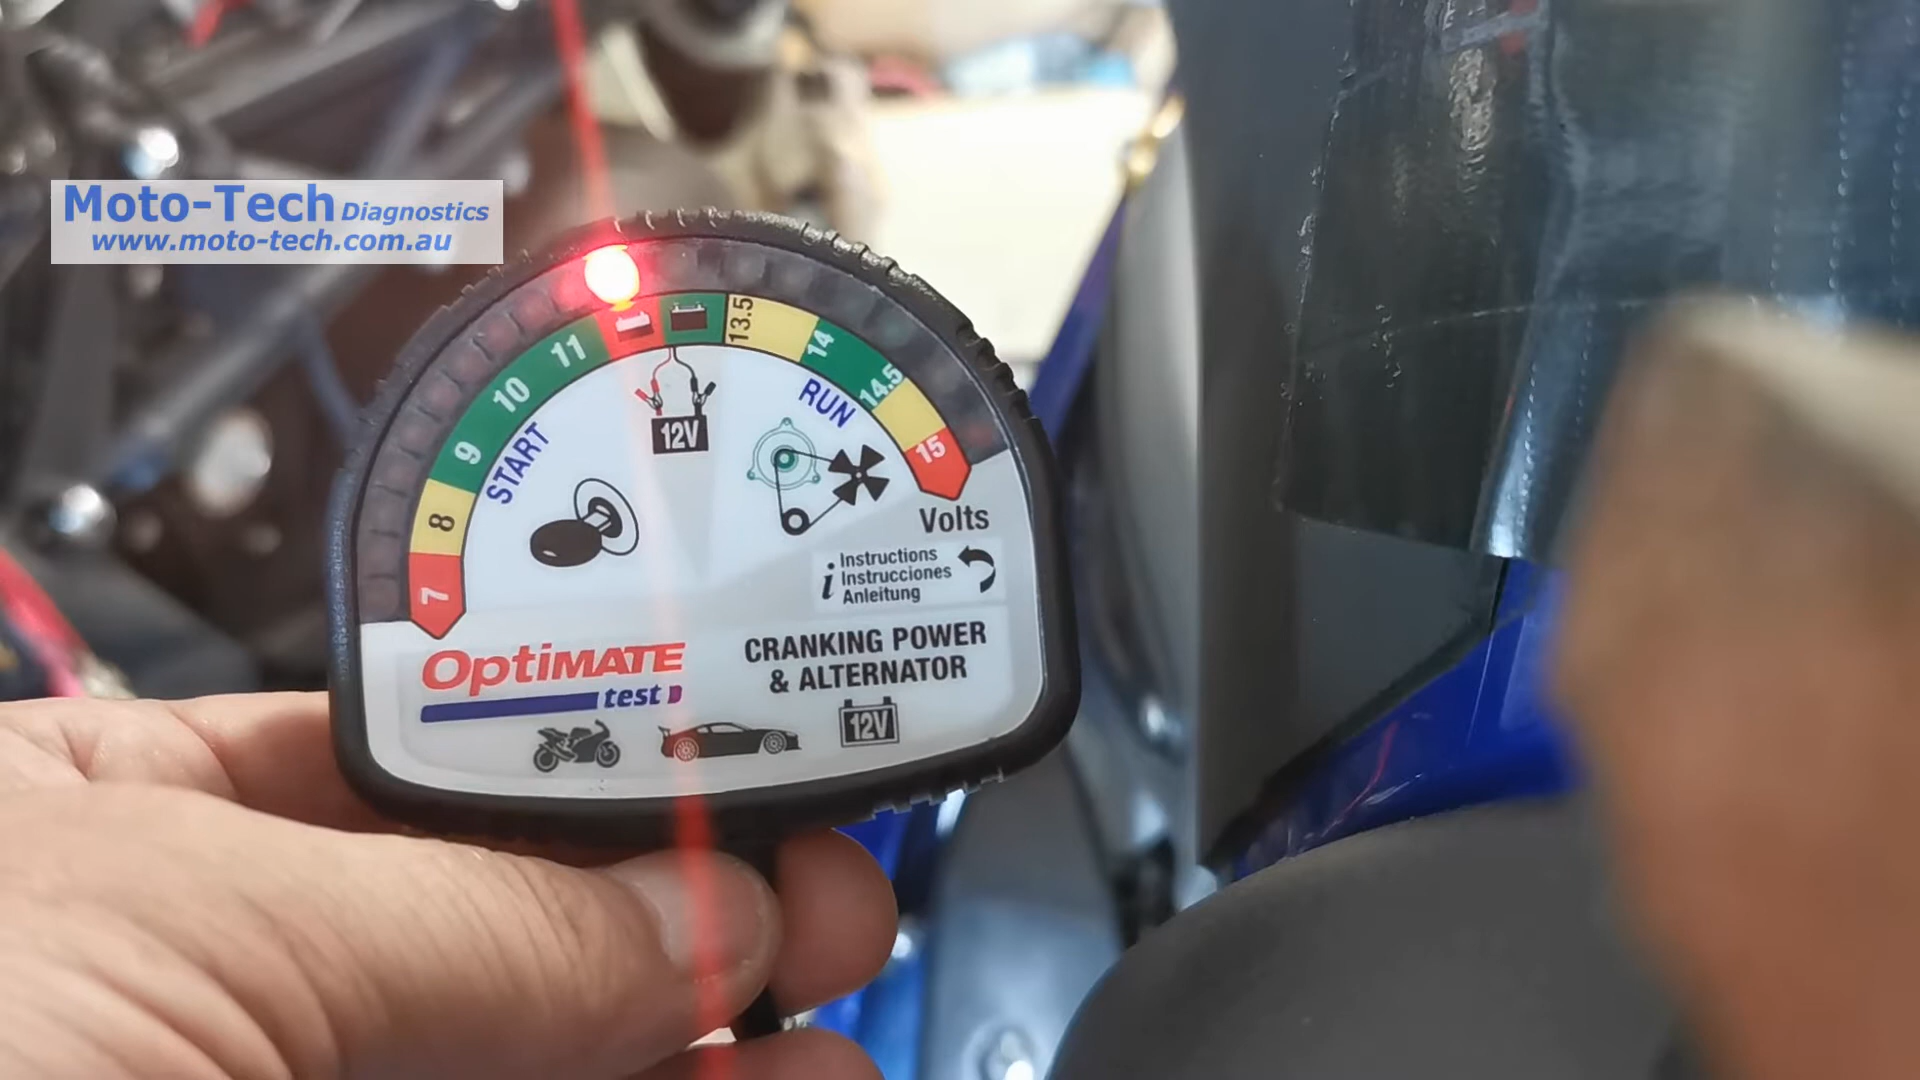 Moto-Tech Diagnostics
www.moto-tech.com.au
7
8
9
10
11
13.5
14
14.5
15
START
12V
RUN
Volts
i
Instructions
Instrucciones
Anleitung
OptiMATE
test
CRANKING POWER
& ALTERNATOR
12V